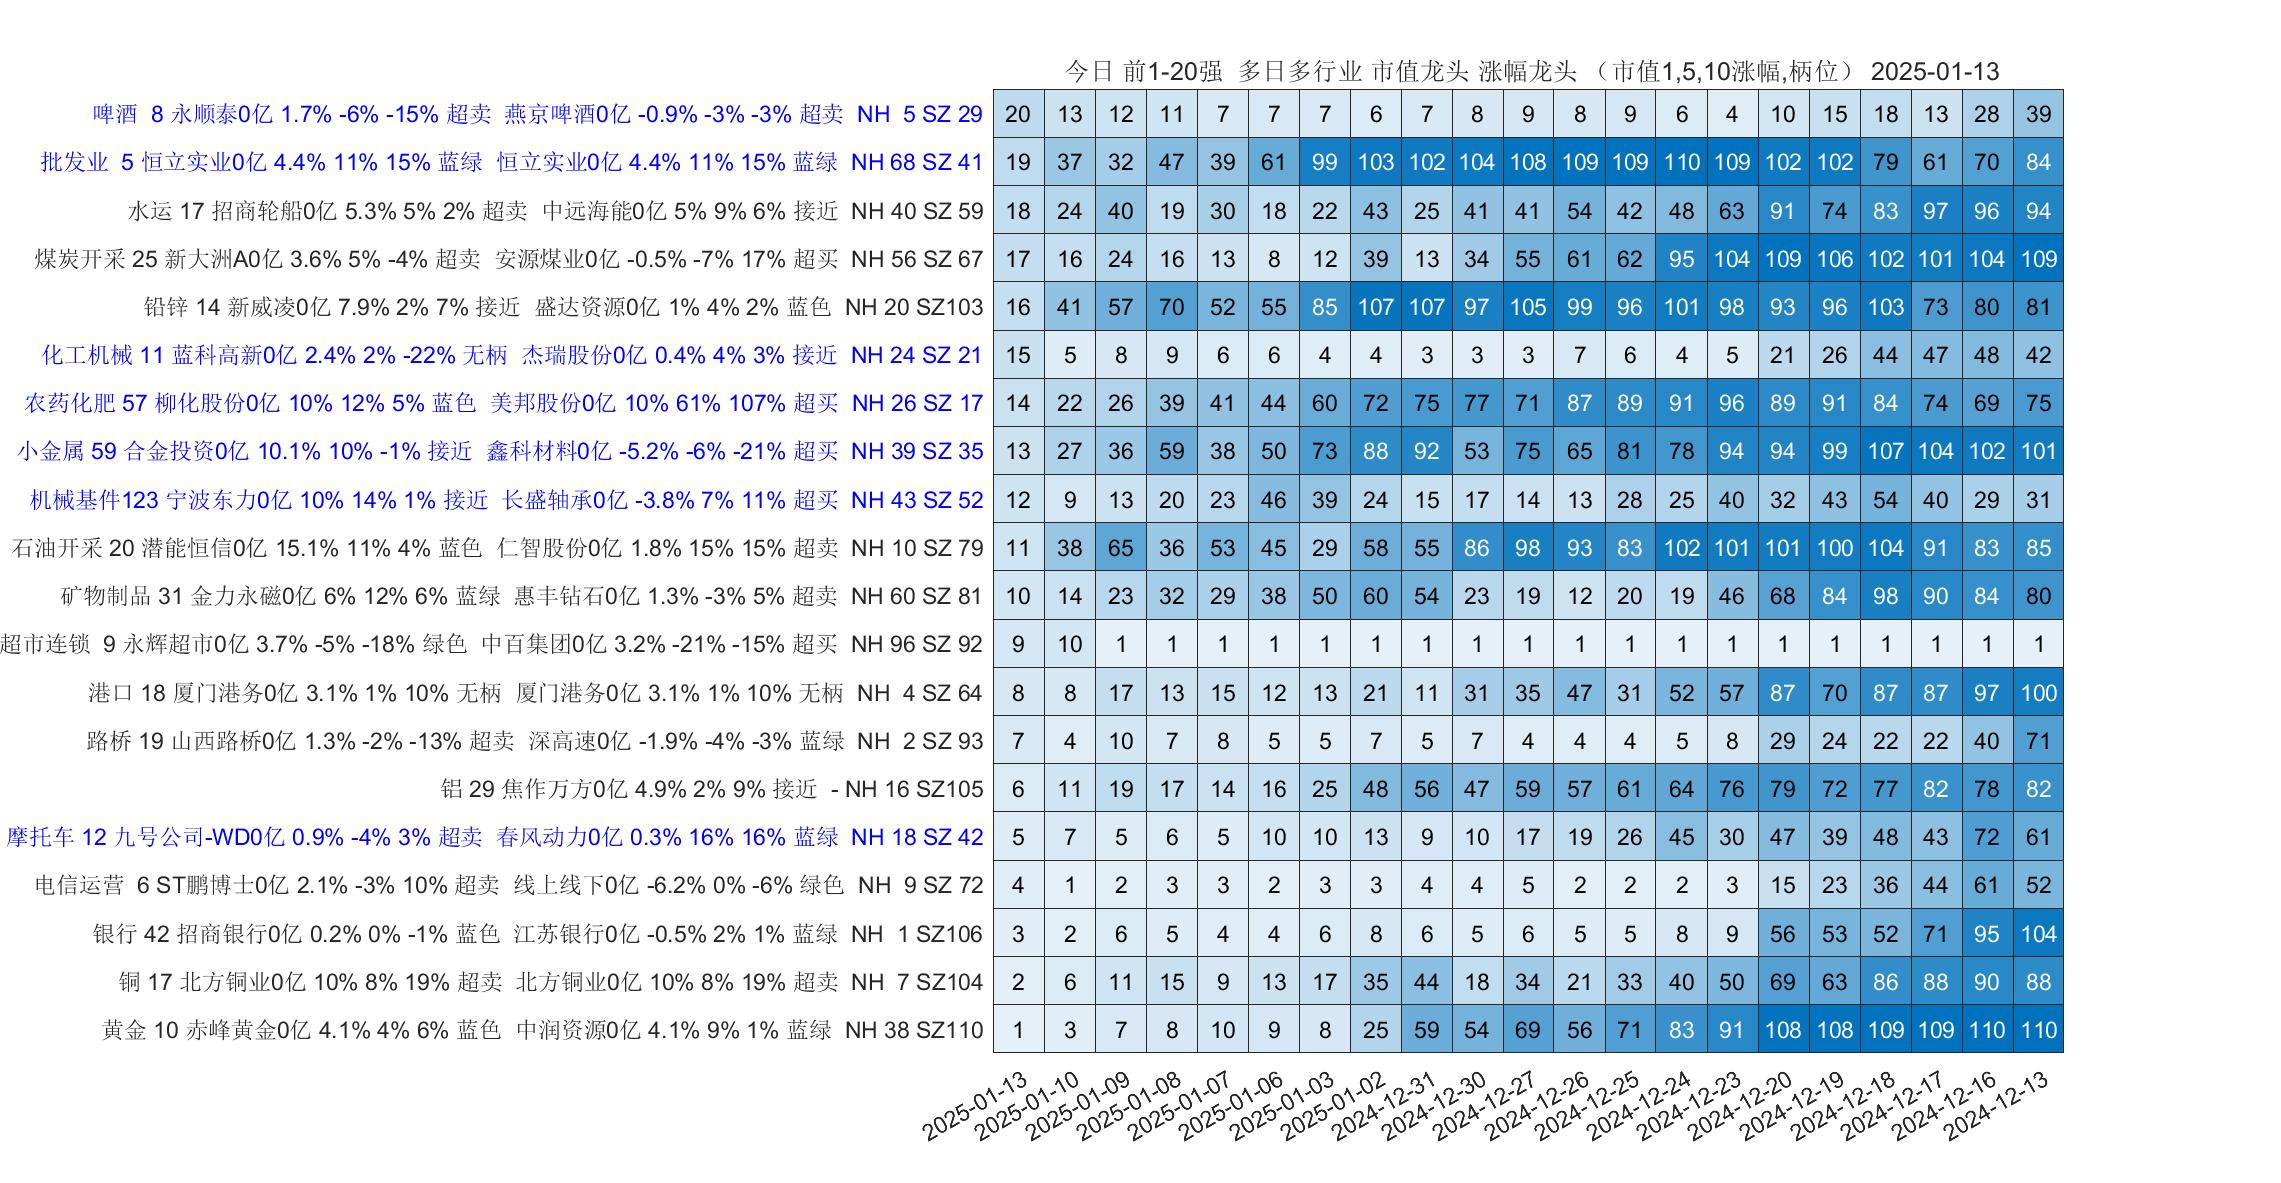 今日 前1-20强 多日多行业 市值龙头 涨幅龙头 （市值1,5,10涨幅,柄位） 2025-01-13
啤酒 8 永顺泰0亿 1.7% -6% -15% 超卖 燕京啤酒0亿 -0.9% -3% -3% 超卖 NH 5 SZ 29 20 13 12 11 7 7 7 6 7 8 9 8 9 6 4 10 15 18 13 28 39
批发业 5 恒立实业0亿 4.4% 11% 15% 蓝绿 恒立实业0亿 4.4% 11% 15% 蓝绿 NH 68 SZ 41 19 37 32 47 39 61 99 103 102 104 108 109 109 110 109 102 102 79 61 70 84
水运 17 招商轮船0亿 5.3% 5% 2% 超卖 中远海能0亿 5% 9% 6% 接近 NH 40 SZ 59 18 24 40 19 30 18 22 43 25 41 41 54 42 48 63 91 74 83 97 96 94
煤炭开采 25 新大洲A0亿 3.6% 5% -4% 超卖 安源煤业0亿 -0.5% -7% 17% 超买 NH 56 SZ 67 17 16 24 16 13 8 12 39 13 34 55 61 62 95 104 109 106 102 101 104 109
铅锌 14 新威凌0亿 7.9% 2% 7% 接近 盛达资源0亿 1% 4% 2% 蓝色 NH 20 SZ103 16 41 57 70 52 55 85 107 107 97 105 99 96 101 98 93 96 103 73 80 81
化工机械 11 蓝科高新0亿 2.4% 2% -22% 无柄 杰瑞股份0亿 0.4% 4% 3% 接近 NH 24 SZ 21 15 5 8 9 6 6 4 4 3 3 3 7 6 4 5 21 26 44 47 48 42
农药化肥 57 柳化股份0亿 10% 12% 5% 蓝色 美邦股份0亿 10% 61% 107% 超买 NH 26 SZ 17 14 22 26 39 41 44 60 72 75 77 71 87 89 91 96 89 91 84 74 69 75
小金属 59 合金投资0亿 10.1% 10% -1% 接近 鑫科材料0亿 -5.2% -6% -21% 超买 NH 39 SZ 35 13 27 36 59 38 50 73 88 92 53 75 65 81 78 94 94 99 107 104 102 101
机械基件123 宁波东力0亿 10% 14% 1% 接近 长盛轴承0亿 -3.8% 7% 11% 超买 NH 43 SZ 52 12 9 13 20 23 46 39 24 15 17 14 13 28 25 40 32 43 54 40 29 31
石油开采 20 潜能恒信0亿 15.1% 11% 4% 蓝色 仁智股份0亿 1.8% 15% 15% 超卖 NH 10 SZ 79 11 38 65 36 53 45 29 58 55 86 98 93 83 102 101 101 100 104 91 83 85
矿物制品 31 金力永磁0亿 6% 12% 6% 蓝绿 惠丰钻石0亿 1.3% -3% 5% 超卖 NH 60 SZ 81 10 14 23 32 29 38 50 60 54 23 19 12 20 19 46 68 84 98 90 84 80
超市连锁 9 永辉超市0亿 3.7% -5% -18% 绿色 中百集团0亿 3.2% -21% -15% 超买 NH 96 SZ 92 9 10 1 1 1 1 1 1 1 1 1 1 1 1 1 1 1 1 1 1 1
港口 18 厦门港务0亿 3.1% 1% 10% 无柄 厦门港务0亿 3.1% 1% 10% 无柄 NH 4 SZ 64 8 8 17 13 15 12 13 21 11 31 35 47 31 52 57 87 70 87 87 97 100
路桥 19 山西路桥0亿 1.3% -2% -13% 超卖 深高速0亿 -1.9% -4% -3% 蓝绿 NH 2 SZ 93 7 4 10 7 8 5 5 7 5 7 4 4 4 5 8 29 24 22 22 40 71
铝 29 焦作万方0亿 4.9% 2% 9% 接近 - NH 16 SZ105 6 11 19 17 14 16 25 48 56 47 59 57 61 64 76 79 72 77 82 78 82
摩托车 12 九号公司-WD0亿 0.9% -4% 3% 超卖 春风动力0亿 0.3% 16% 16% 蓝绿 NH 18 SZ 42 5 7 5 6 5 10 10 13 9 10 17 19 26 45 30 47 39 48 43 72 61
电信运营 6 ST鹏博士0亿 2.1% -3% 10% 超卖 线上线下0亿 -6.2% 0% -6% 绿色 NH 9 SZ 72 4 1 2 3 3 2 3 3 4 4 5 2 2 2 3 15 23 36 44 61 52
银行 42 招商银行0亿 0.2% 0% -1% 蓝色 江苏银行0亿 -0.5% 2% 1% 蓝绿 NH 1 SZ106 3 2 6 5 4 4 6 8 6 5 6 5 5 8 9 56 53 52 71 95 104
铜 17 北方铜业0亿 10% 8% 19% 超卖 北方铜业0亿 10% 8% 19% 超卖 NH 7 SZ104 2 6 11 15 9 13 17 35 44 18 34 21 33 40 50 69 63 86 88 90 88
黄金 10 赤峰黄金0亿 4.1% 4% 6% 蓝色 中润资源0亿 4.1% 9% 1% 蓝绿 NH 38 SZ110 1 3 7 8 10 9 8 25 59 54 69 56 71 83 91 108 108 109 109 110 110
2025-01-13 2025-01-10 2025-01-09 2025-01-08 2025-01-07 2025-01-06 2025-01-03 2025-01-02 2024-12-31 2024-12-30 2024-12-27 2024-12-26 2024-12-25 2024-12-24 2024-12-23 2024-12-20 2024-12-19 2024-12-18 2024-12-17 2024-12-16 2024-12-13